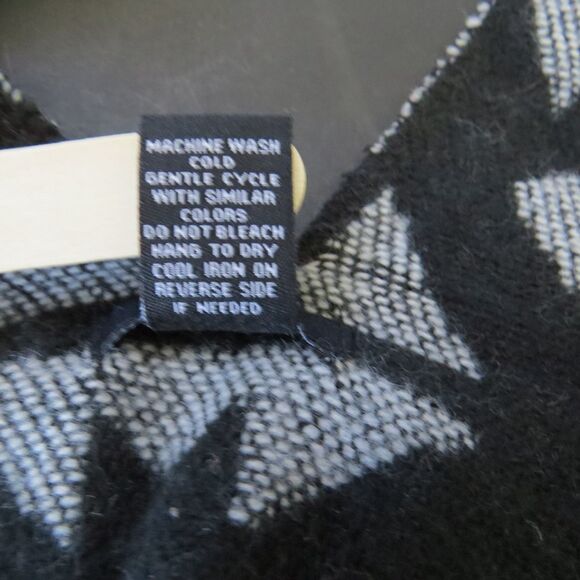 MACHINE WASH
COLD
GENTLE CYCLE
WITH SIMILAR
COLORS
DO NOT BLEACH
HANG TO DRY
COOL IRON ON
REVERSE SIDE
IF NEEDED